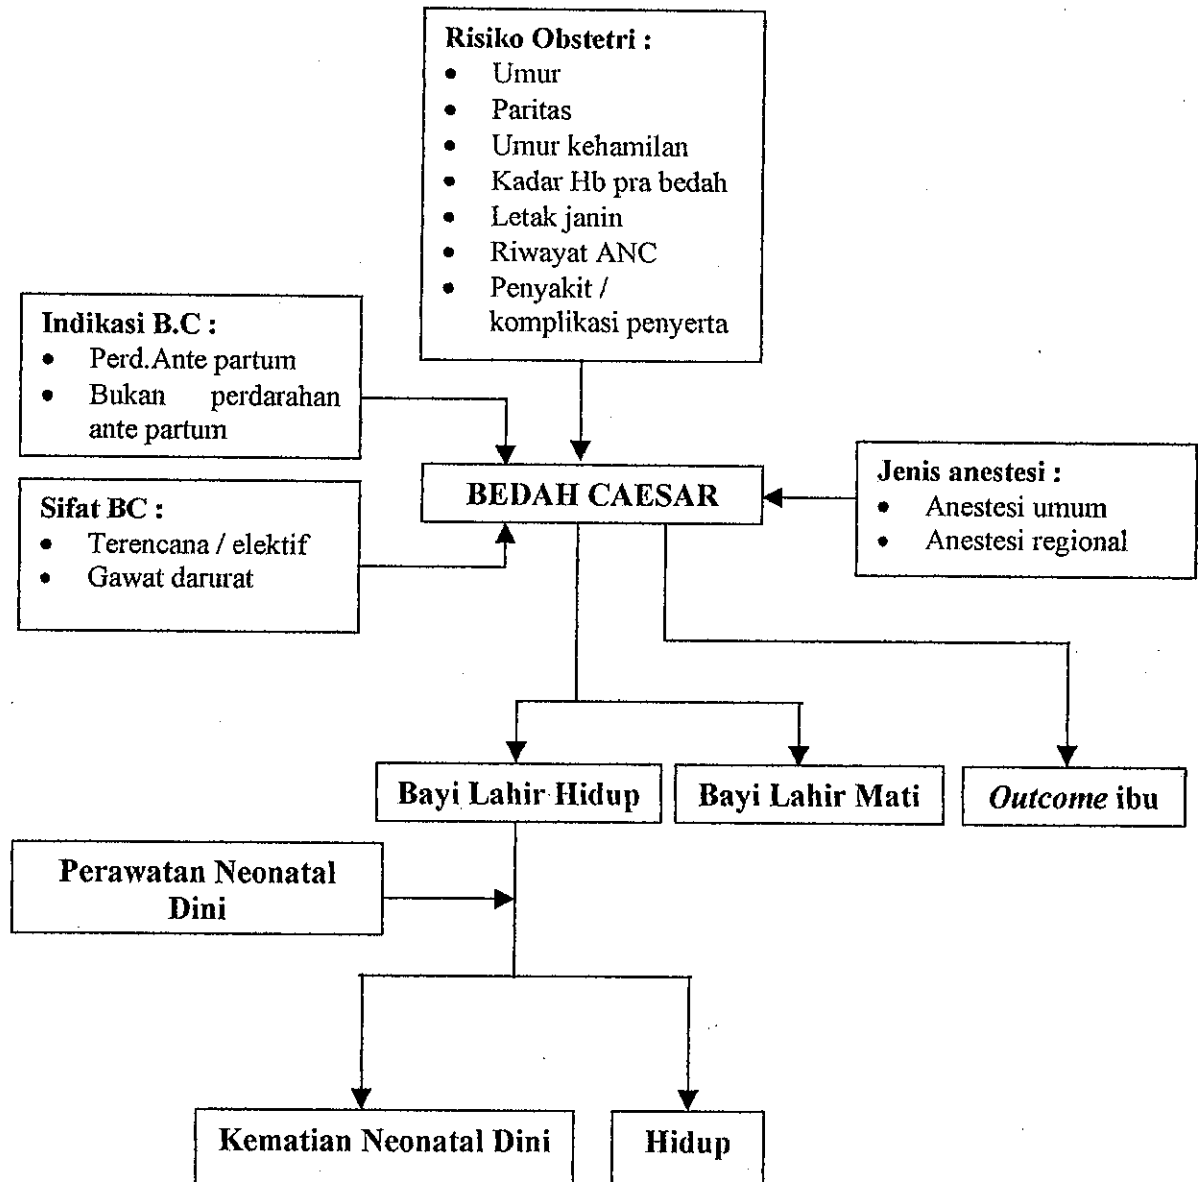 Risiko Obstetri :
• Umur
• Paritas
• Umur kehamilan
• Kadar Hb pra bedah
• Letak janin
• Riwayat ANC
• Penyakit /
komplikasi penyerta
Indikasi B.C :
• Perd.Ante partum
• Bukan perdarahan
ante partum
Sifat BC :
• Terencana / elektif
• Gawat darurat
BEDAH CAESAR
Jenis anestesi :
• Anestesi umum
• Anestesi regional
Bayi Lahir Hidup
Bayi Lahir Mati
Outcome ibu
Perawatan Neonatal
Dini
Kematian Neonatal Dini
Hidup